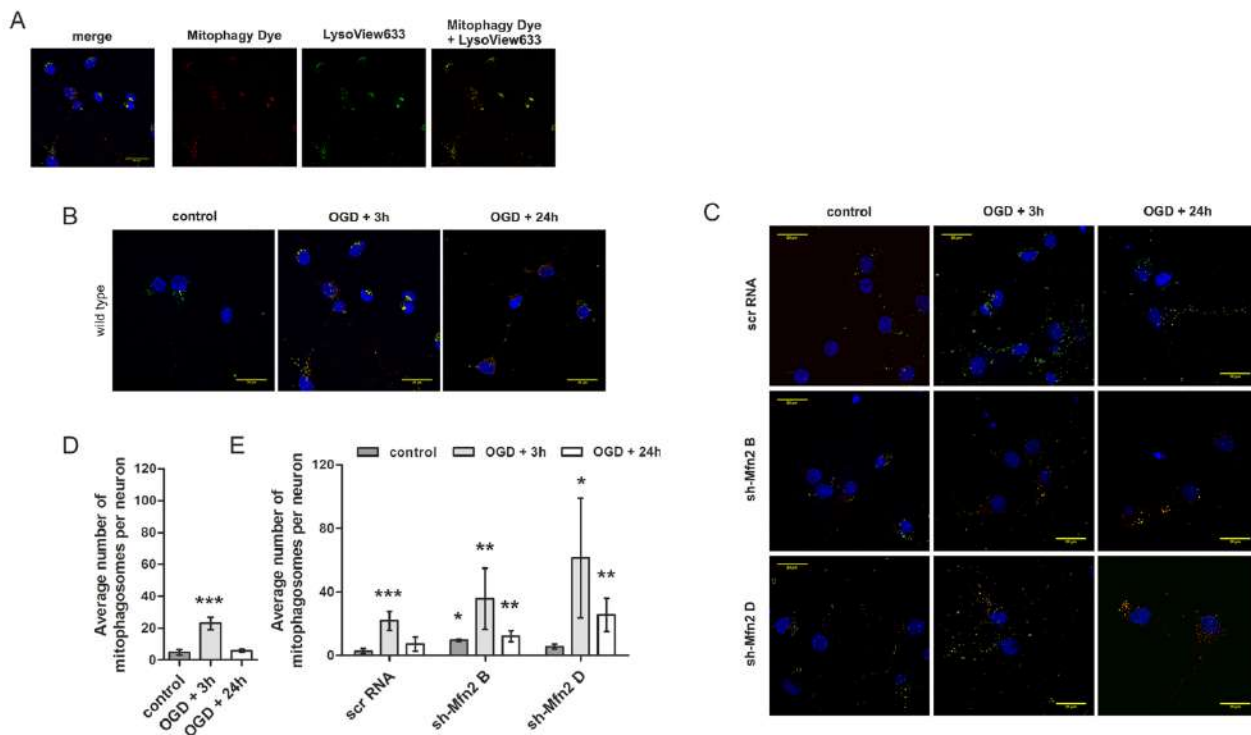 A
merge
Mitophagy Dye
LysoView633
Mitophagy Dye
+ LysoView633
B
control
OGD + 3h
OGD + 24h
wild type
C
control
OGD + 3h
OGD + 24h
scr RNA
sh-Mfn2 B
sh-Mfn2 D
D
Average number of
mitophagosomes per neuron
120
100
80
60
40
20
0
***
control
OGD + 3h
OGD + 24h
E
control
OGD + 3h
OGD + 24h
Average number of
mitophagosomes per neuron
120
80
40
0
***
*
**
**
*
**
scr RNA
sh-Mfn2 B
sh-Mfn2 D